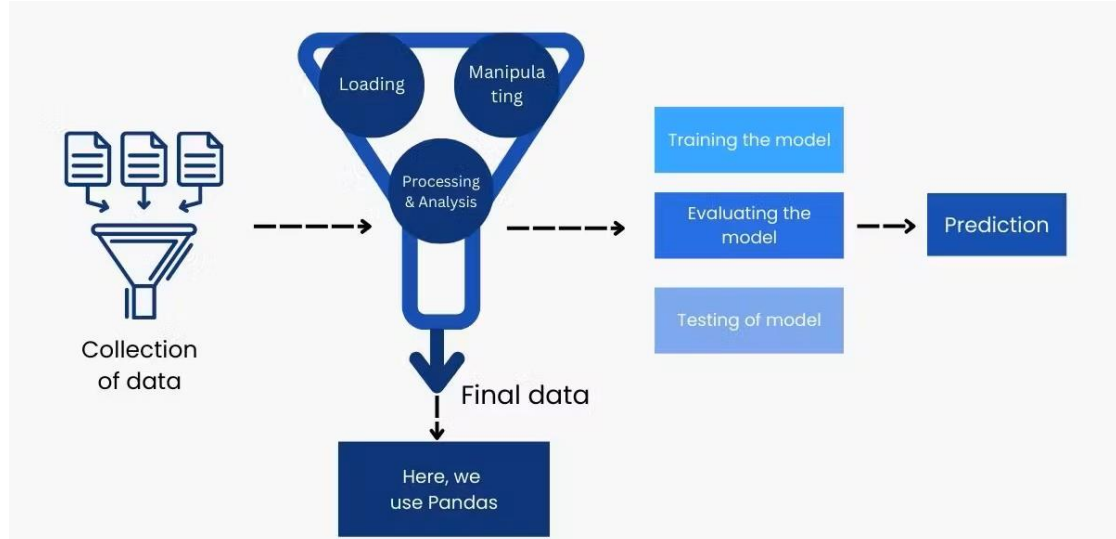 Loading
Manipula
ting
Processing
& Analysis
Collection
of data
Final data
Here, we
use Pandas
Training the model
Evaluating the
model
Testing of model
Prediction